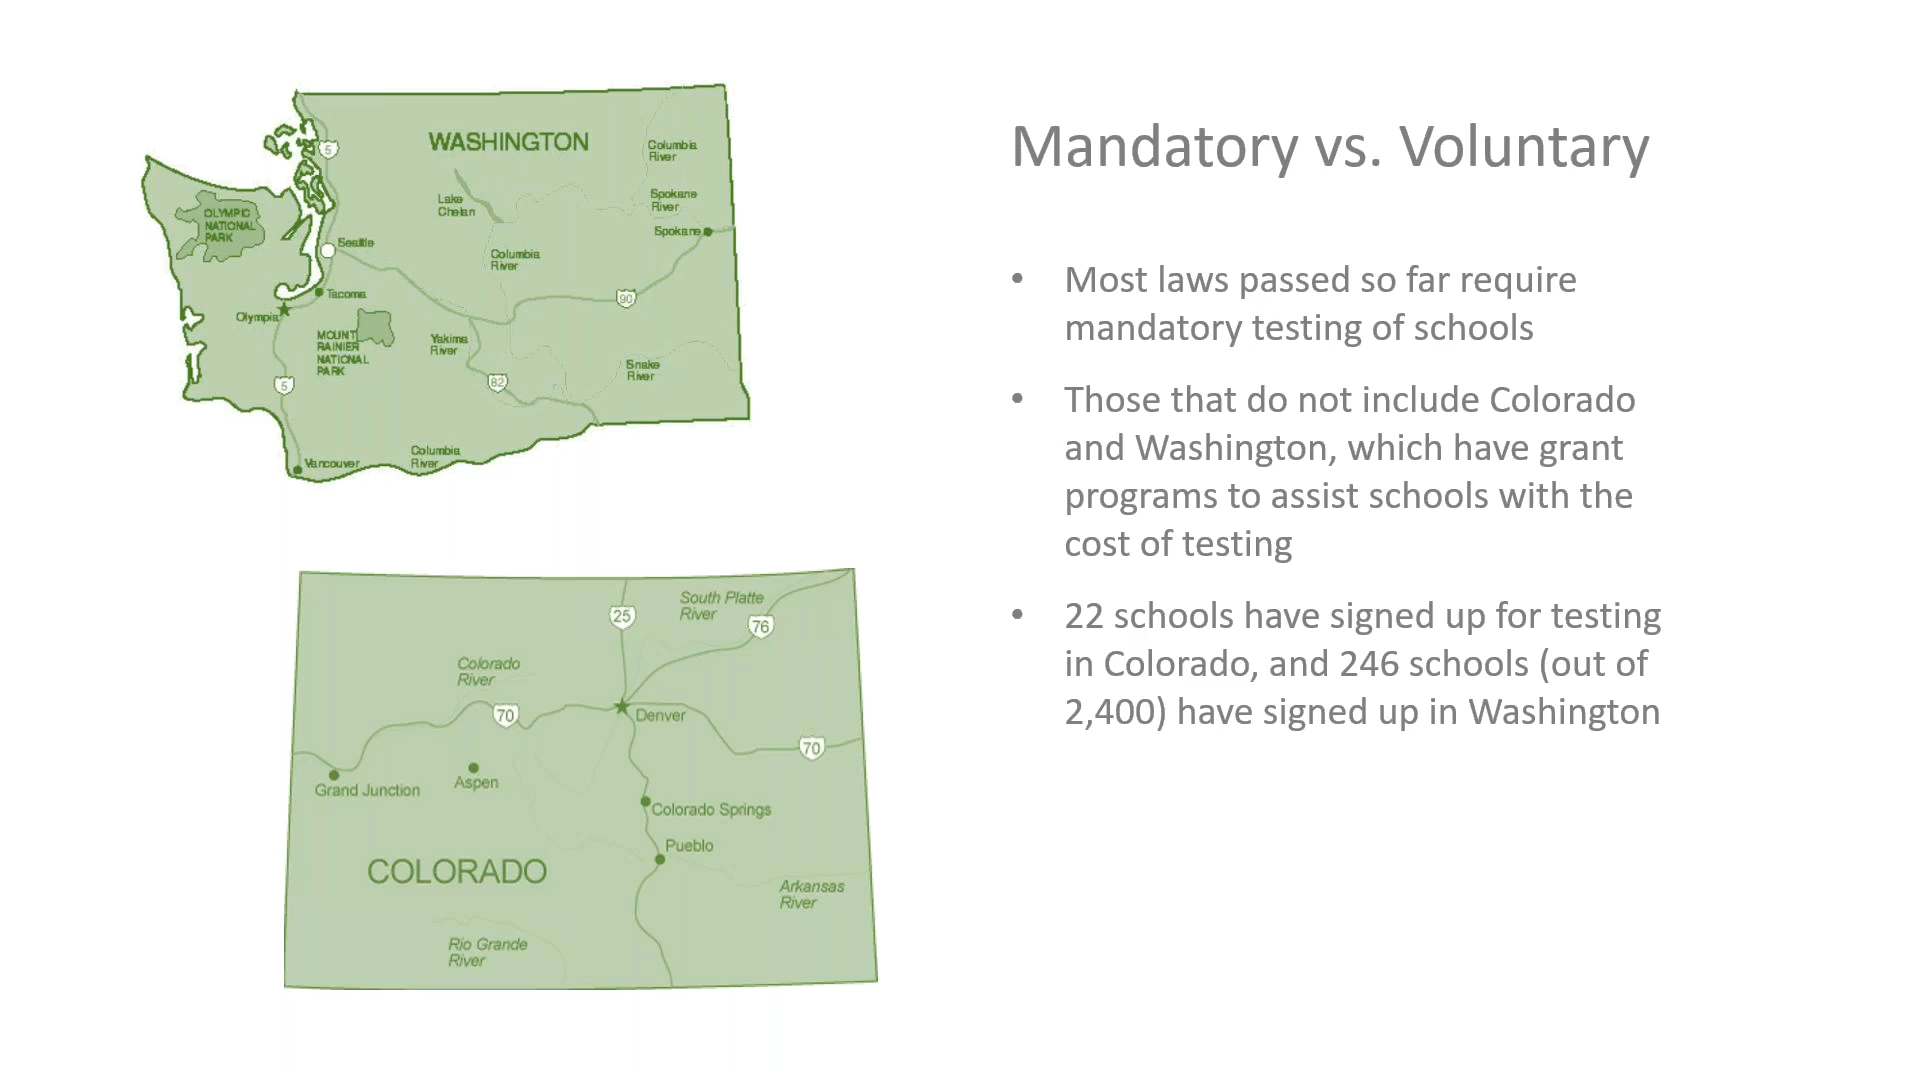 WASHINGTON
Columbia
River
5
Lake
Chelan
Spokane
River
OLYMPIC
NATIONAL
PARK
Seattle
Spokane
Columbia
River
Tacoma
90
Olympia
MOUNT
RAINIER
NATIONAL
PARK
Yakima
River
Snake
River
5
82
Columbia
River
Vancouver
25
South Platte
River
76
Colorado
River
70
Denver
70
Grand Junction
Aspen
Colorado Springs
Pueblo
COLORADO
Arkansas
River
Rio Grande
River
Mandatory vs. Voluntary
• Most laws passed so far require
mandatory testing of schools
• Those that do not include Colorado
and Washington, which have grant
programs to assist schools with the
cost of testing
• 22 schools have signed up for testing
in Colorado, and 246 schools (out of
2,400) have signed up in Washington